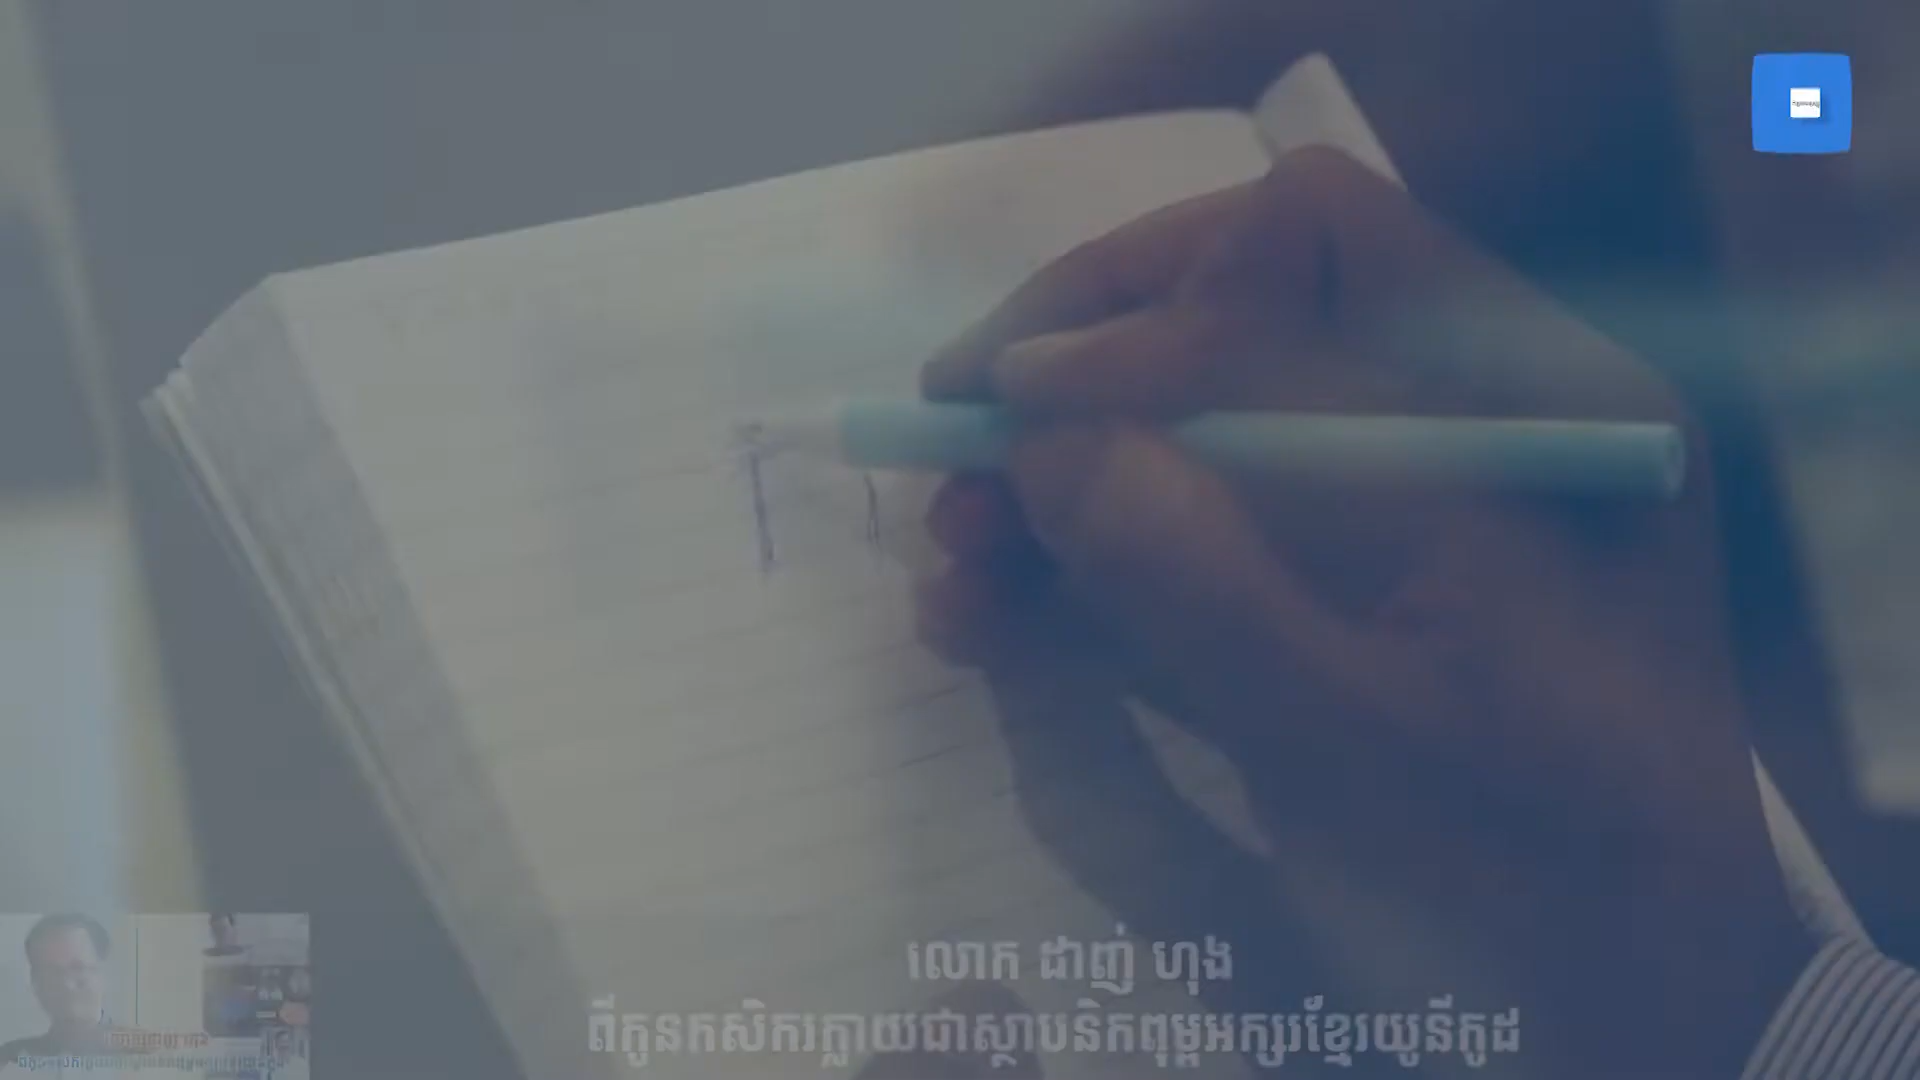 លោក ដាញ់ ហុង
ពីកូនកសិករក្លាយជាស្ថាបនិកពុម្ពអក្សរខ្មែរយូនីកូដ